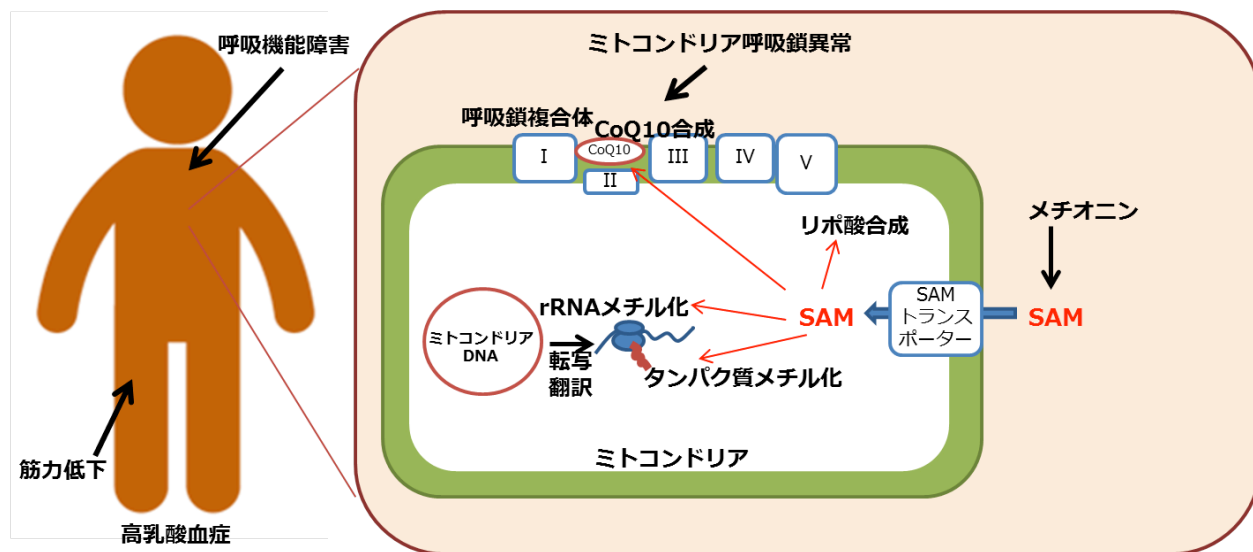 呼吸機能障害
筋力低下
高乳酸血症
ミトコンドリア呼吸鎖異常
呼吸鎖複合体
CoQ10合成
I
CoQ10
II
III
IV
V
リポ酸合成
メチオニン
SAM
SAM
トランス
ポーター
SAM
rRNAメチル化
ミトコンドリア
DNA
転写
翻訳
タンパク質メチル化
ミトコンドリア